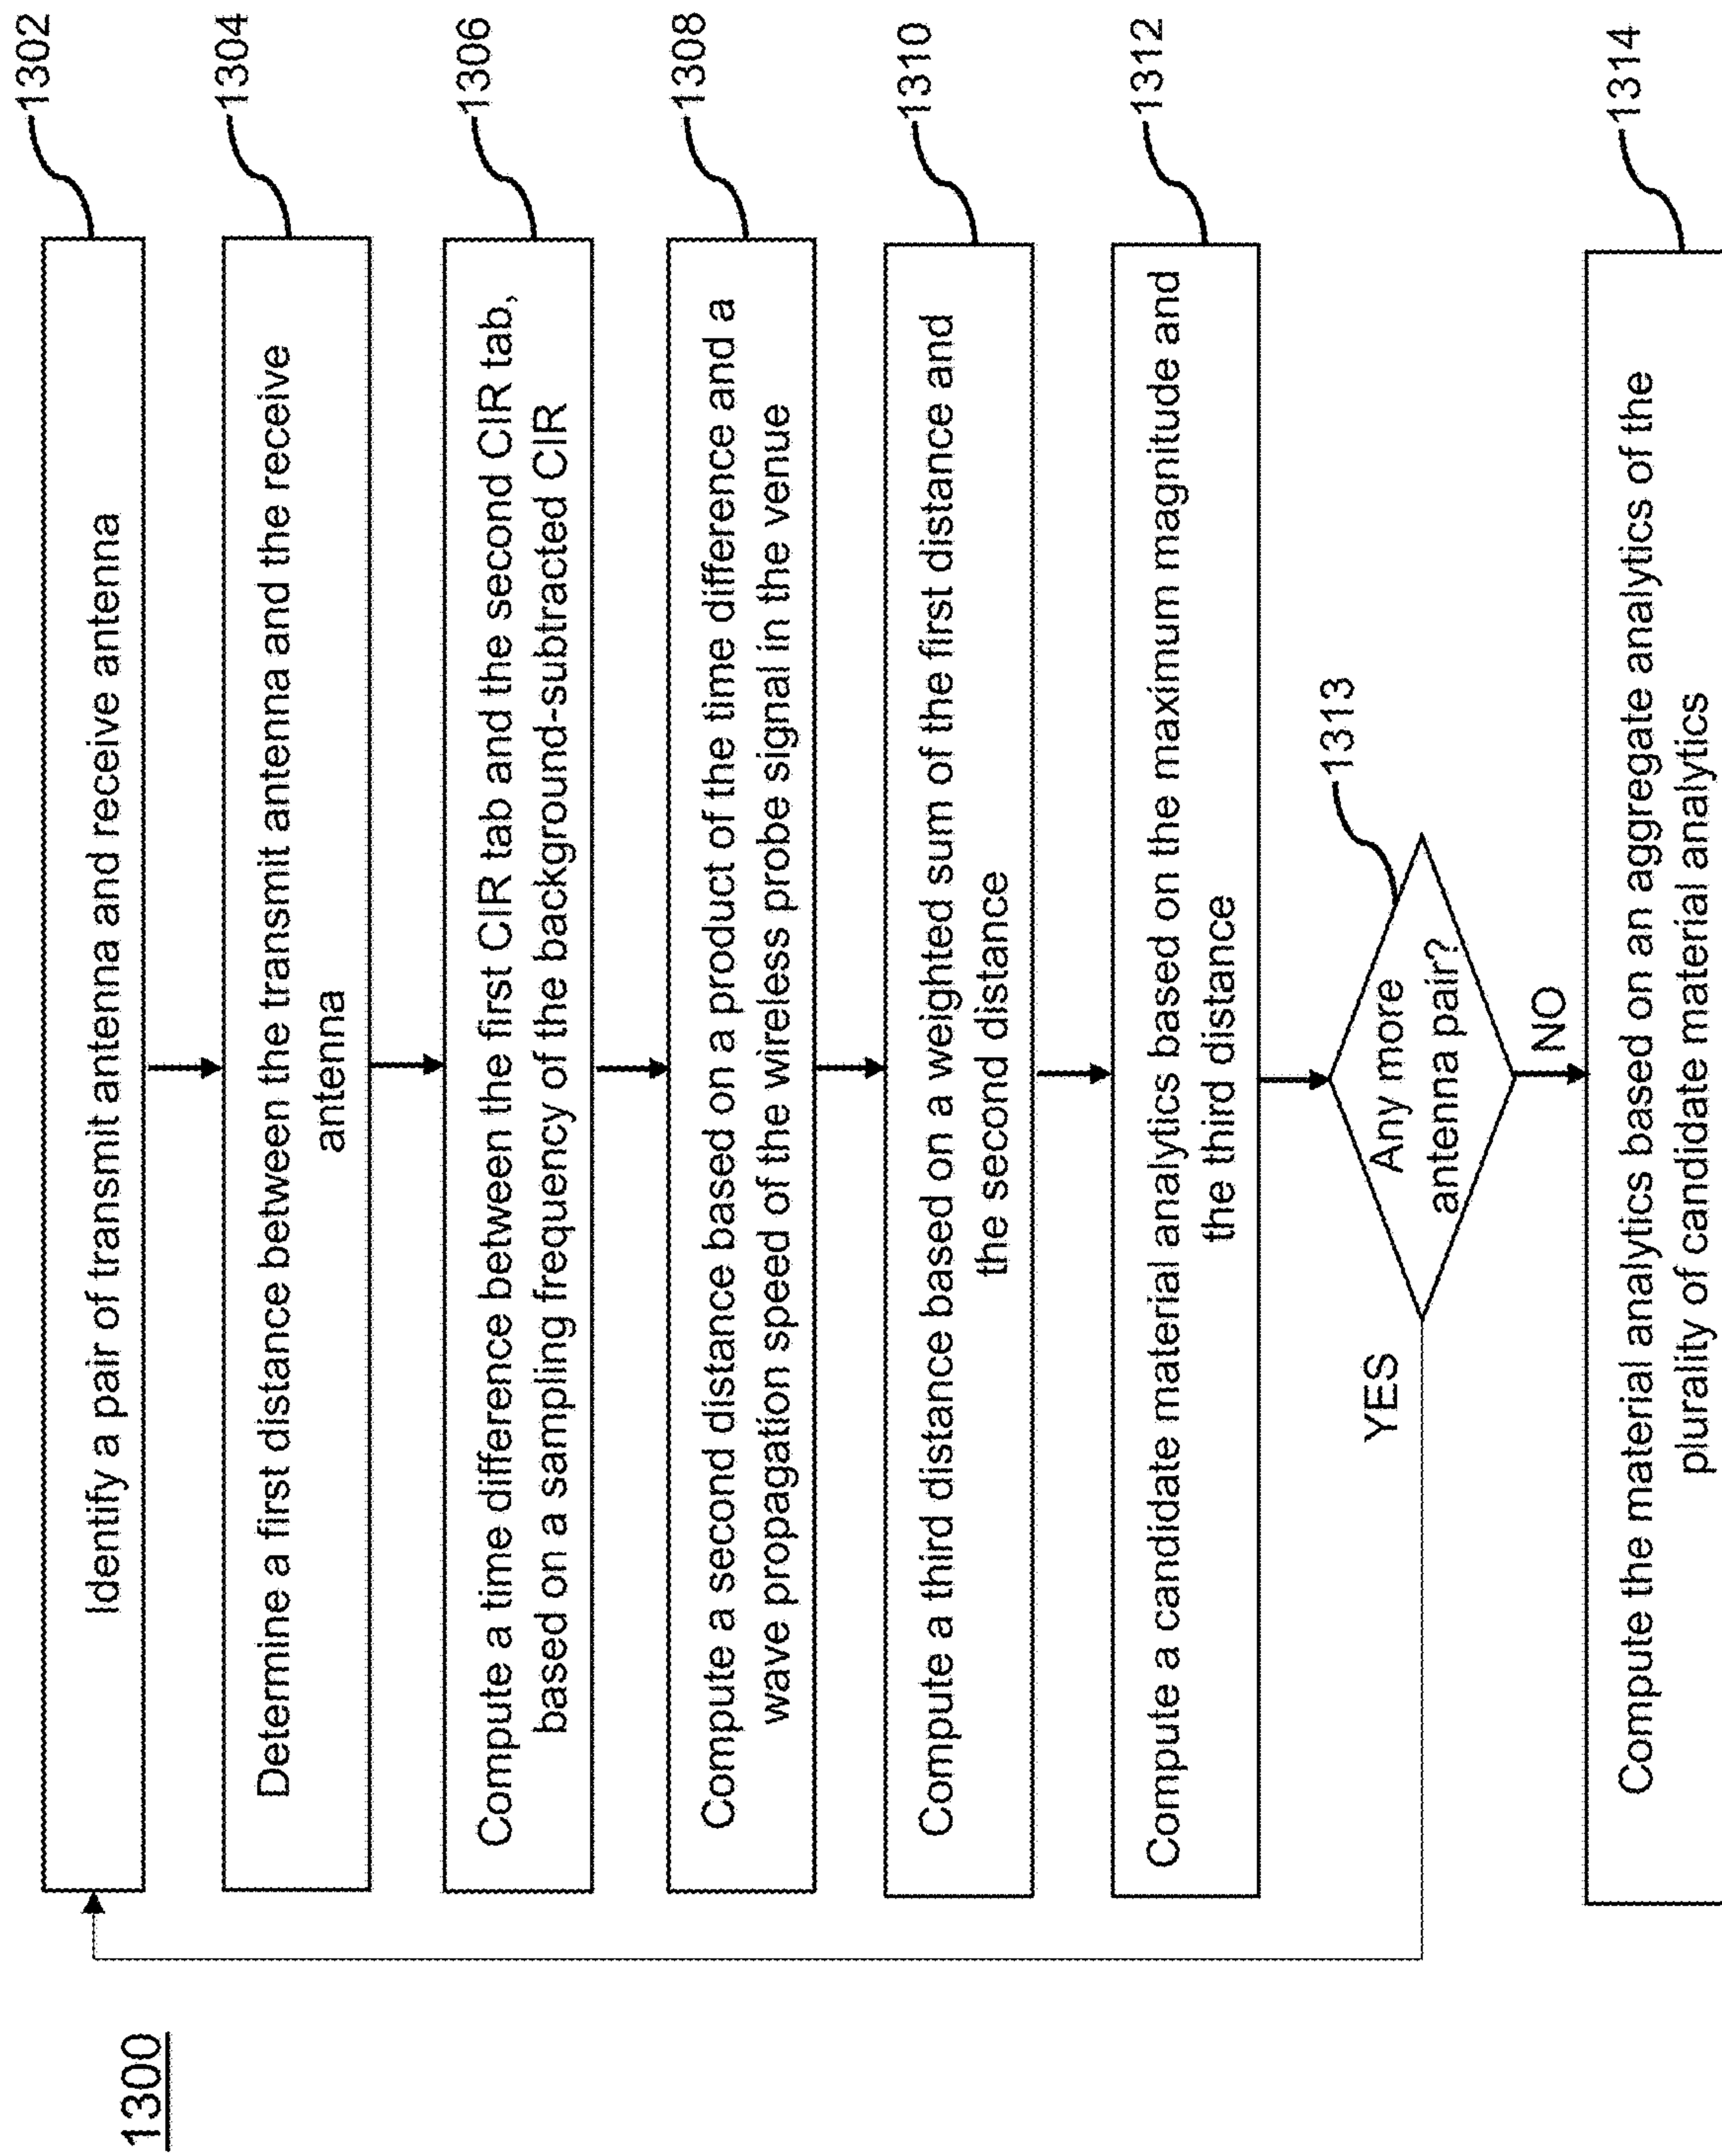 1300
Identify a pair of transmit antenna and receive antenna
1302
Determine a first distance between the transmit antenna and the receive
antenna
1304
Compute a time difference between the first CIR tab and the second CIR tab,
based on a sampling frequency of the background-subtracted CIR
1306
Compute a second distance based on a product of the time difference and a
wave propagation speed of the wireless probe signal in the venue
1308
Compute a third distance based on a weighted sum of the first distance and
the second distance
1310
Compute a candidate material analytics based on the maximum magnitude and
the third distance
1312
Any more
antenna pair?
1313
YES
NO
Compute the material analytics based on an aggregate analytics of the
plurality of candidate material analytics
1314